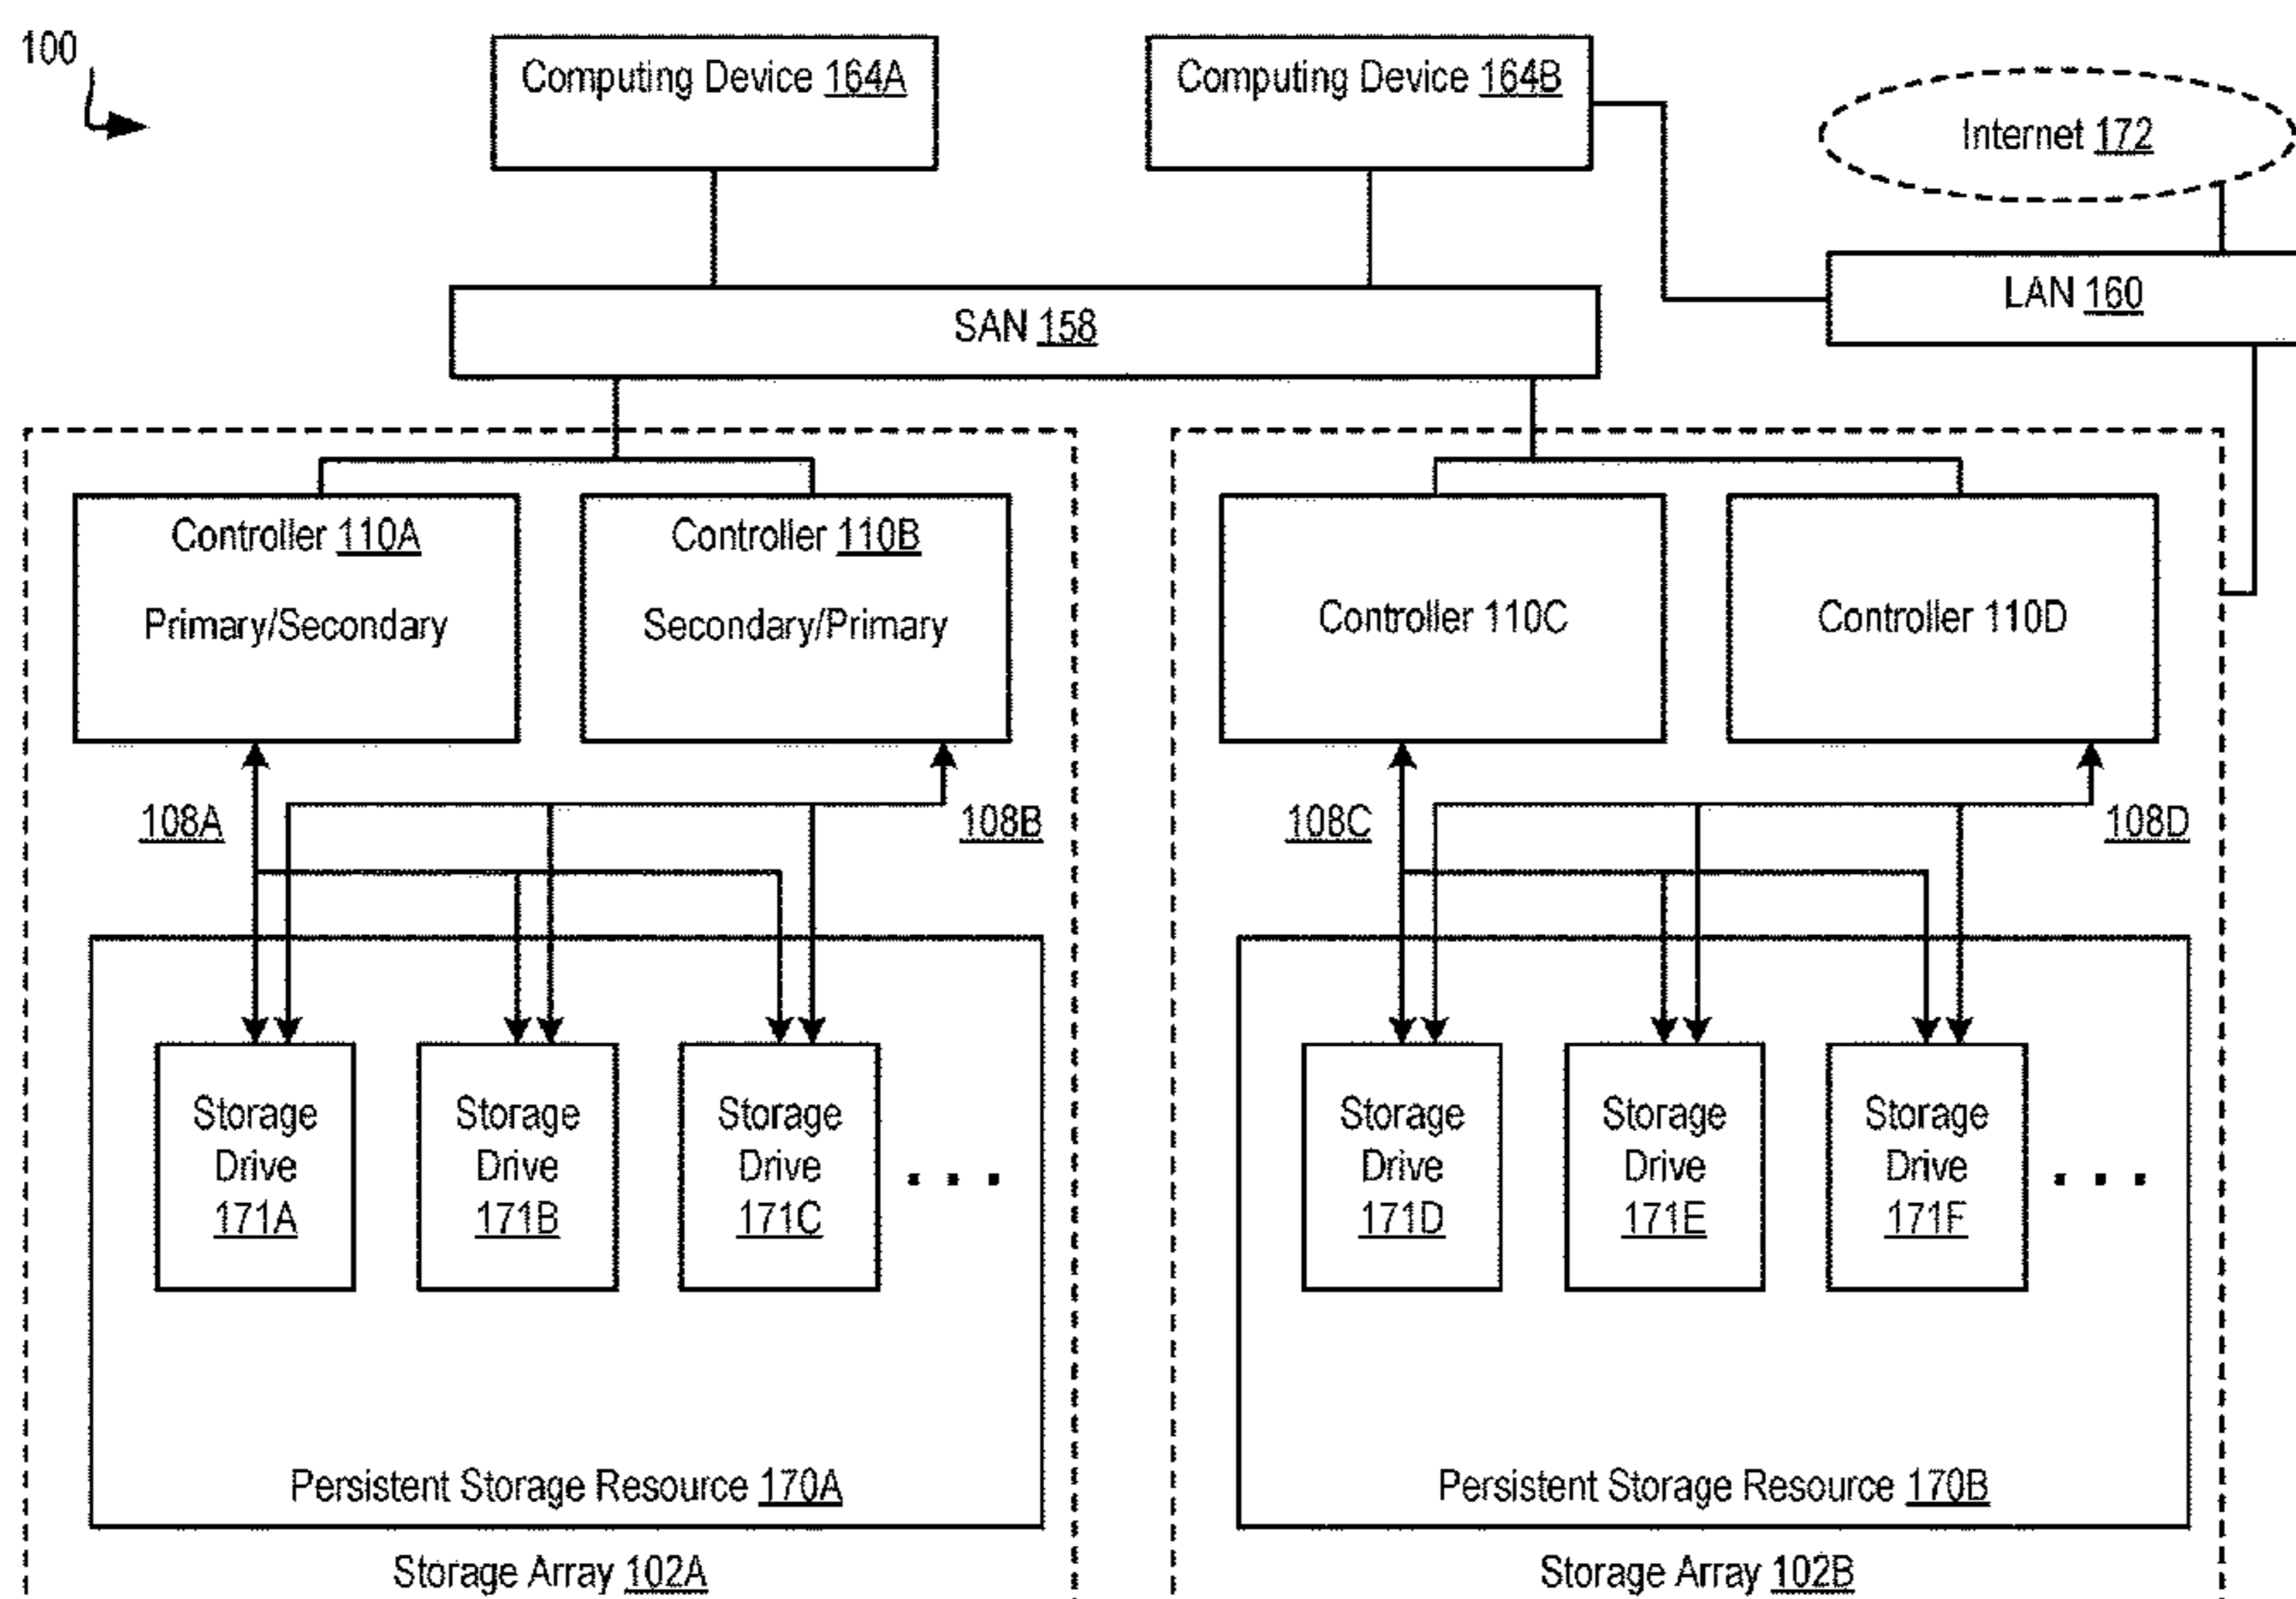 100
Computing Device 164A
Computing Device 164B
Internet 172
LAN 160
SAN 158
Controller 110A
Primary/Secondary
Controller 110B
Secondary/Primary
Controller 110C
Controller 110D
108A
108B
108C
108D
Storage
Drive
171A
Storage
Drive
171B
Storage
Drive
171C
. . .
Storage
Drive
171D
Storage
Drive
171E
Storage
Drive
171F
. . .
Persistent Storage Resource 170A
Persistent Storage Resource 170B
Storage Array 102A
Storage Array 102B